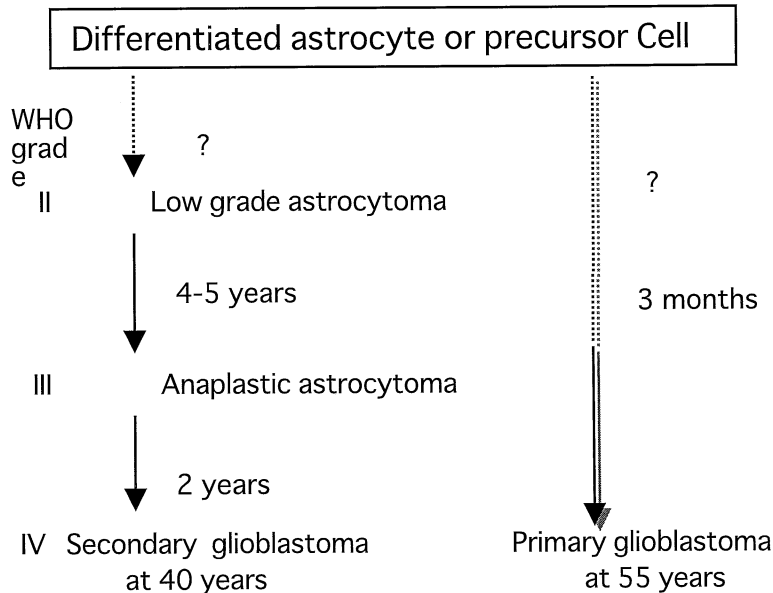 Differentiated astrocyte or precursor Cell
WHO
grad
e
?
?
II Low grade astrocytoma
4-5 years
3 months
III Anaplastic astrocytoma
2 years
IV Secondary glioblastoma
at 40 years
Primary glioblastoma
at 55 years